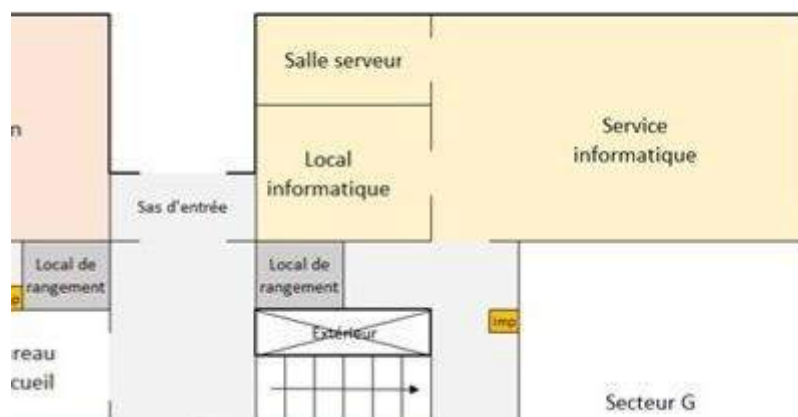 Salle serveur
n
Service
informatique
Local
informatique
Sas d'entrée
Local de
rangement
Local de
rangement
p
imp
Extérieur
reau
cueil
Secteur G